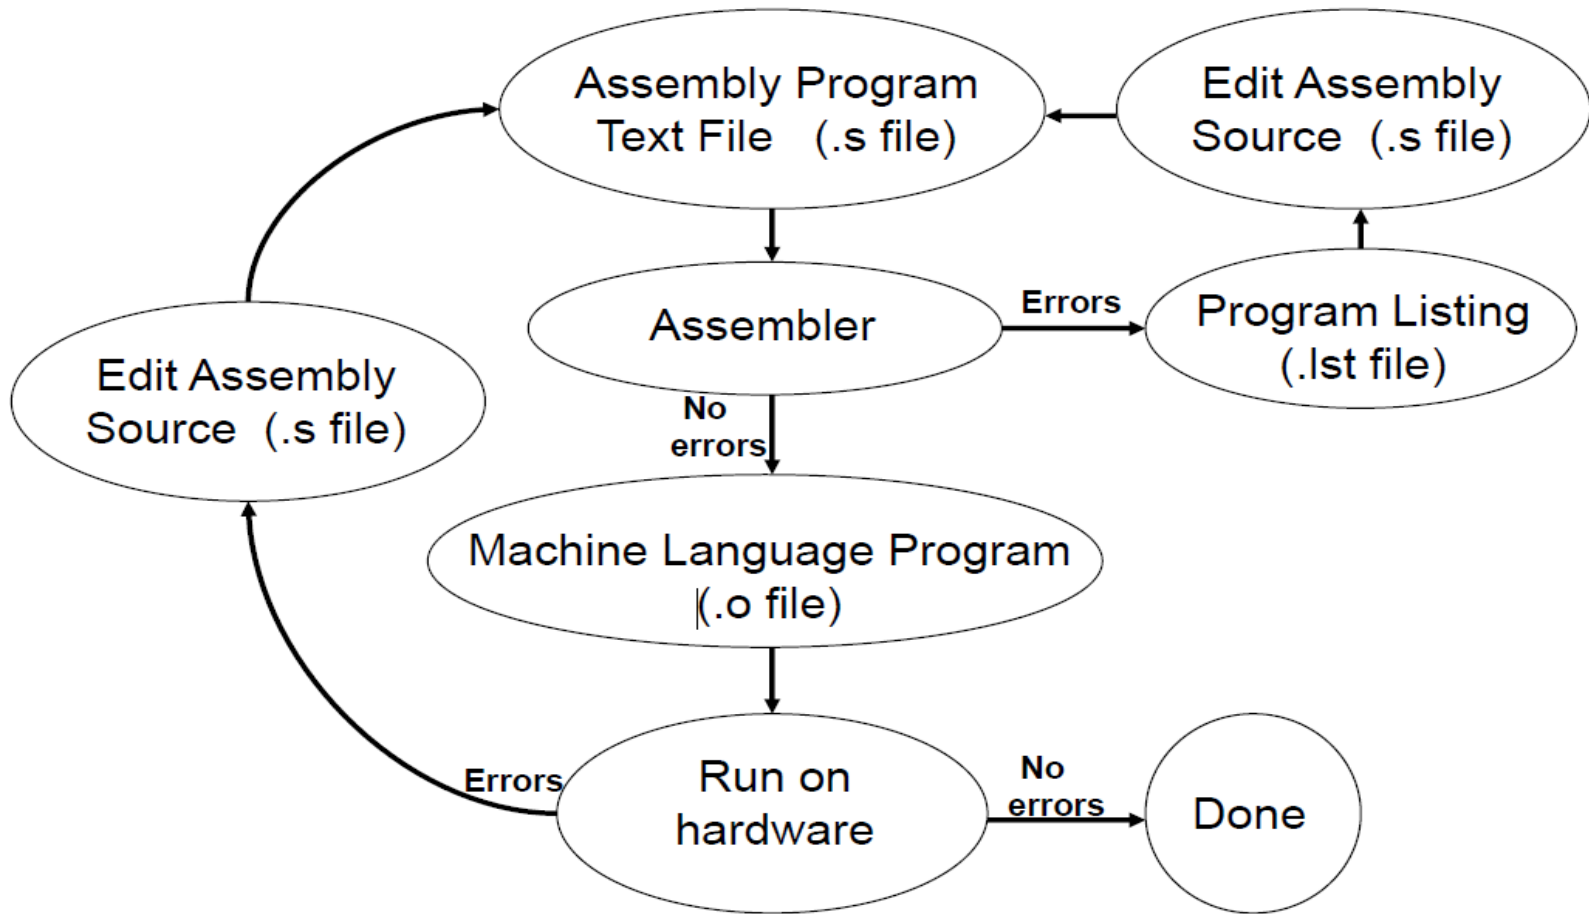 Assembly Program
Text File (.s file)
Edit Assembly
Source (.s file)
Assembler
Errors
Program Listing
(.lst file)
Edit Assembly
Source (.s file)
No
errors
Machine Language Program
(.o file)
Errors
Run on
hardware
No
errors
Done